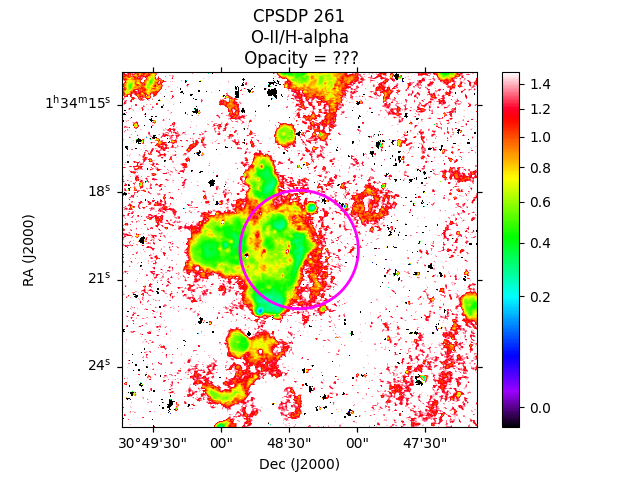 CPSDP 261
O-II/H-alpha
Opacity = ???
1h34m15s
18s
21s
24s
RA (J2000)
30°49'30" 00" 48'30" 00" 47'30"
Dec (J2000)
1.4
1.2
1.0
0.8
0.6
0.4
0.2
0.0